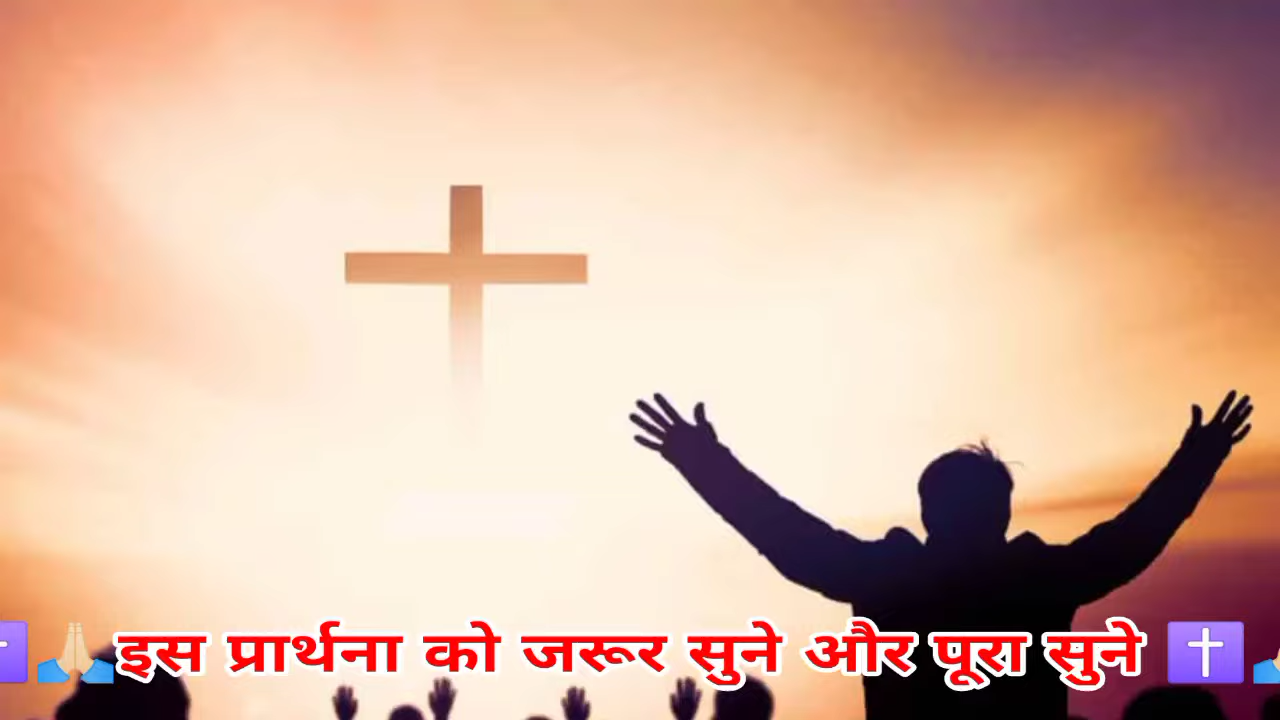 इस प्रार्थना को जरूर सुने और पूरा सुने